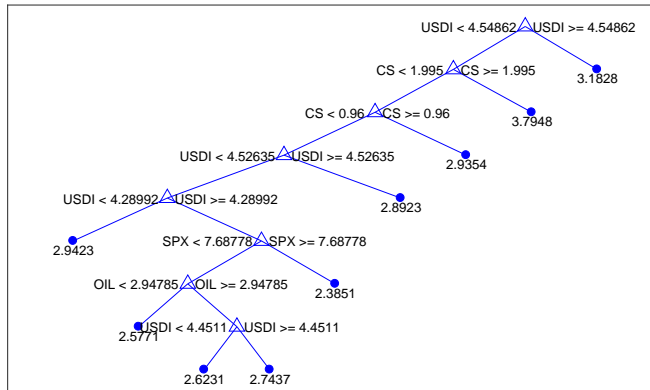 USDI < 4.54862 USDI >= 4.54862
CS < 1.995 CS >= 1.995
3.1828
CS < 0.96 CS >= 0.96
3.7948
USDI < 4.52635 USDI >= 4.52635
2.9354
USDI < 4.28992 USDI >= 4.28992
2.8923
SPX < 7.68778 SPX >= 7.68778
2.9423
OIL < 2.94785 OIL >= 2.94785
2.3851
USDI < 4.4511 USDI >= 4.4511
2.5771
2.6231 2.7437